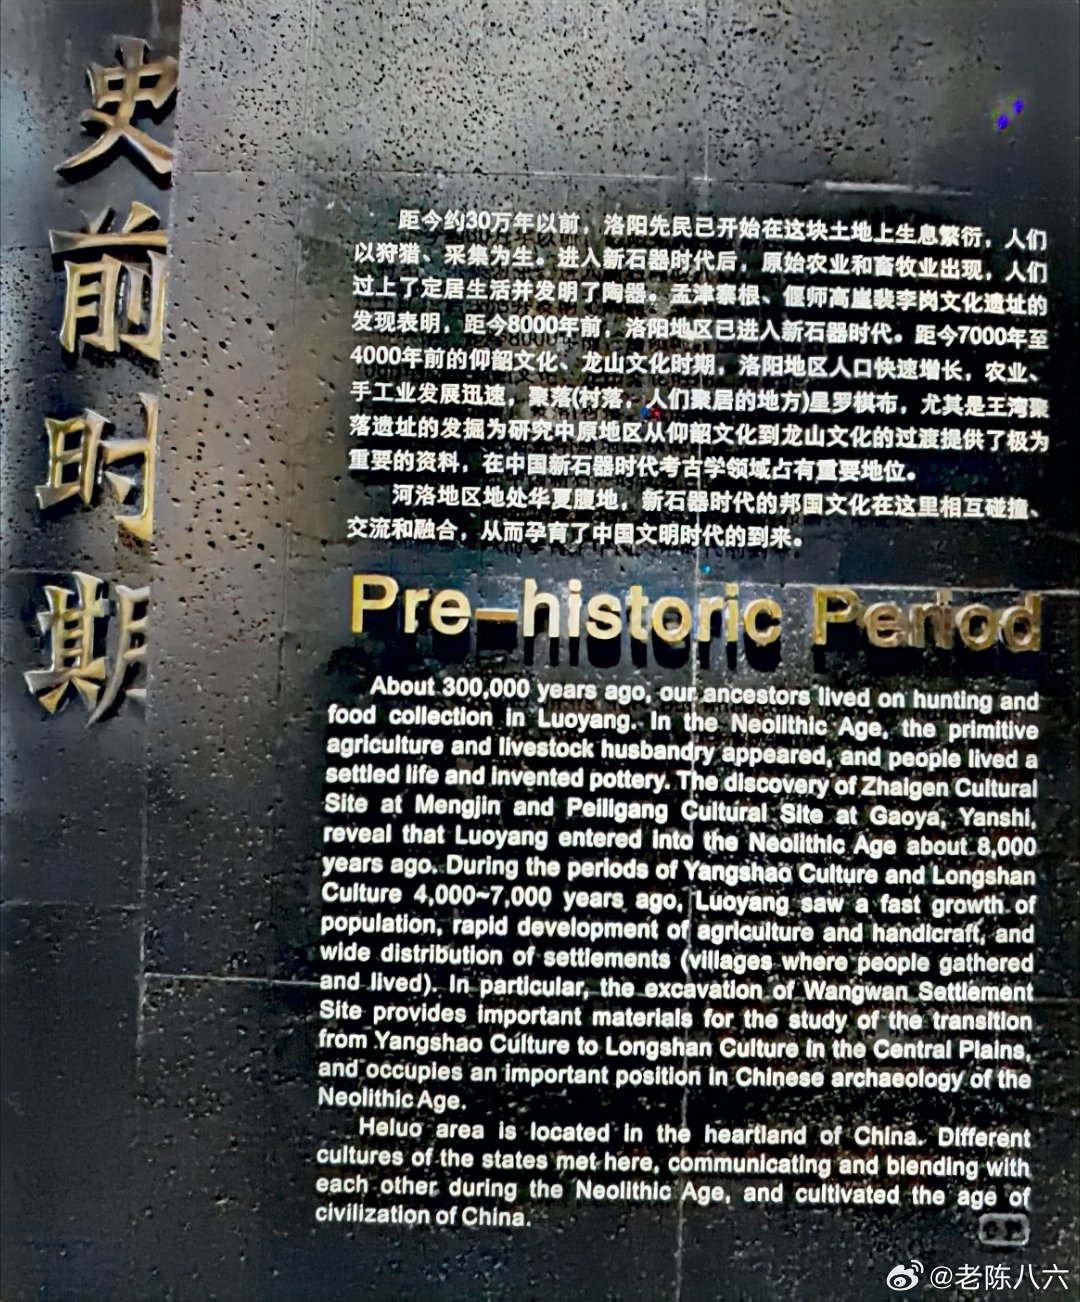 史前时期
距今约30万年以前，洛阳先民已开始在这块土地上生息繁衍，人们
以狩猎、采集为生。进入新石器时代后，原始农业和畜牧业出现，人们
过上了定居生活并发明了陶器。孟津寨根、偃师高崖裴李岗文化遗址的
发现表明，距今8000年前，洛阳地区已进入新石器时代。距今7000年至
4000年前的仰韶文化、龙山文化时期，洛阳地区人口快速增长，农业、
手工业发展迅速，聚落(村落，人们聚居的地方)星罗棋布，尤其是王湾聚
落遗址的发掘为研究中原地区从仰韶文化到龙山文化的过渡提供了极为
重要的资料，在中国新石器时代考古学领域占有重要地位。
河洛地区地处华夏腹地，新石器时代的邦国文化在这里相互碰撞、
交流和融合，从而孕育了中国文明时代的到来。
Pre-historic Period
About 300,000 years ago, our ancestors lived on hunting and
food collection in Luoyang. In the Neolithic Age, the primitive
agriculture and livestock husbandry appeared, and people lived a
settled life and invented pottery. The discovery of Zhaigen Cultural
Site at Mengjin and Peiligang Cultural Site at Gaoya, Yanshi,
reveal that Luoyang entered into the Neolithic Age about 8,000
years ago. During the periods of Yangshao Culture and Longshan
Culture 4,000~7,000 years ago, Luoyang saw a fast growth of
population, rapid development of agriculture and handicraft, and
wide distribution of settlements (villages where people gathered
and lived). In particular, the excavation of Wangwan Settlement
Site provides important materials for the study of the transition
from Yangshao Culture to Longshan Culture in the Central Plains,
and occupies an important position in Chinese archaeology of the
Neolithic Age.
Heluo area is located in the heartland of China. Different
cultures of the states met here, communicating and blending with
each other during the Neolithic Age, and cultivated the age of
civilization of China.
@老陈八六